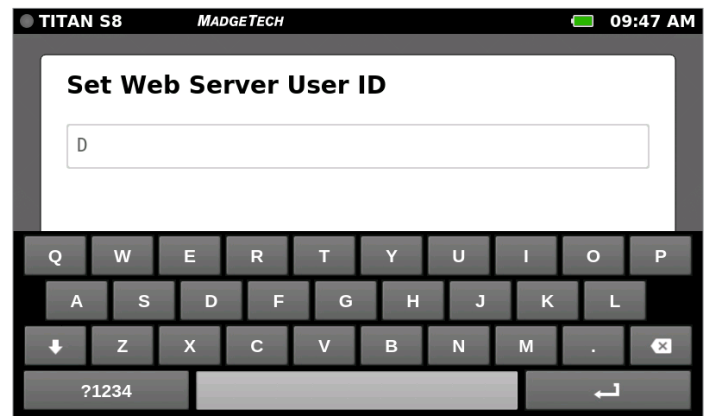 TITAN S8 MADGETECH 09:47 AM
Set Web Server User ID
D
Q W E R T Y U I O P
A S D F G H J K L
Z X C V B N M .
?1234